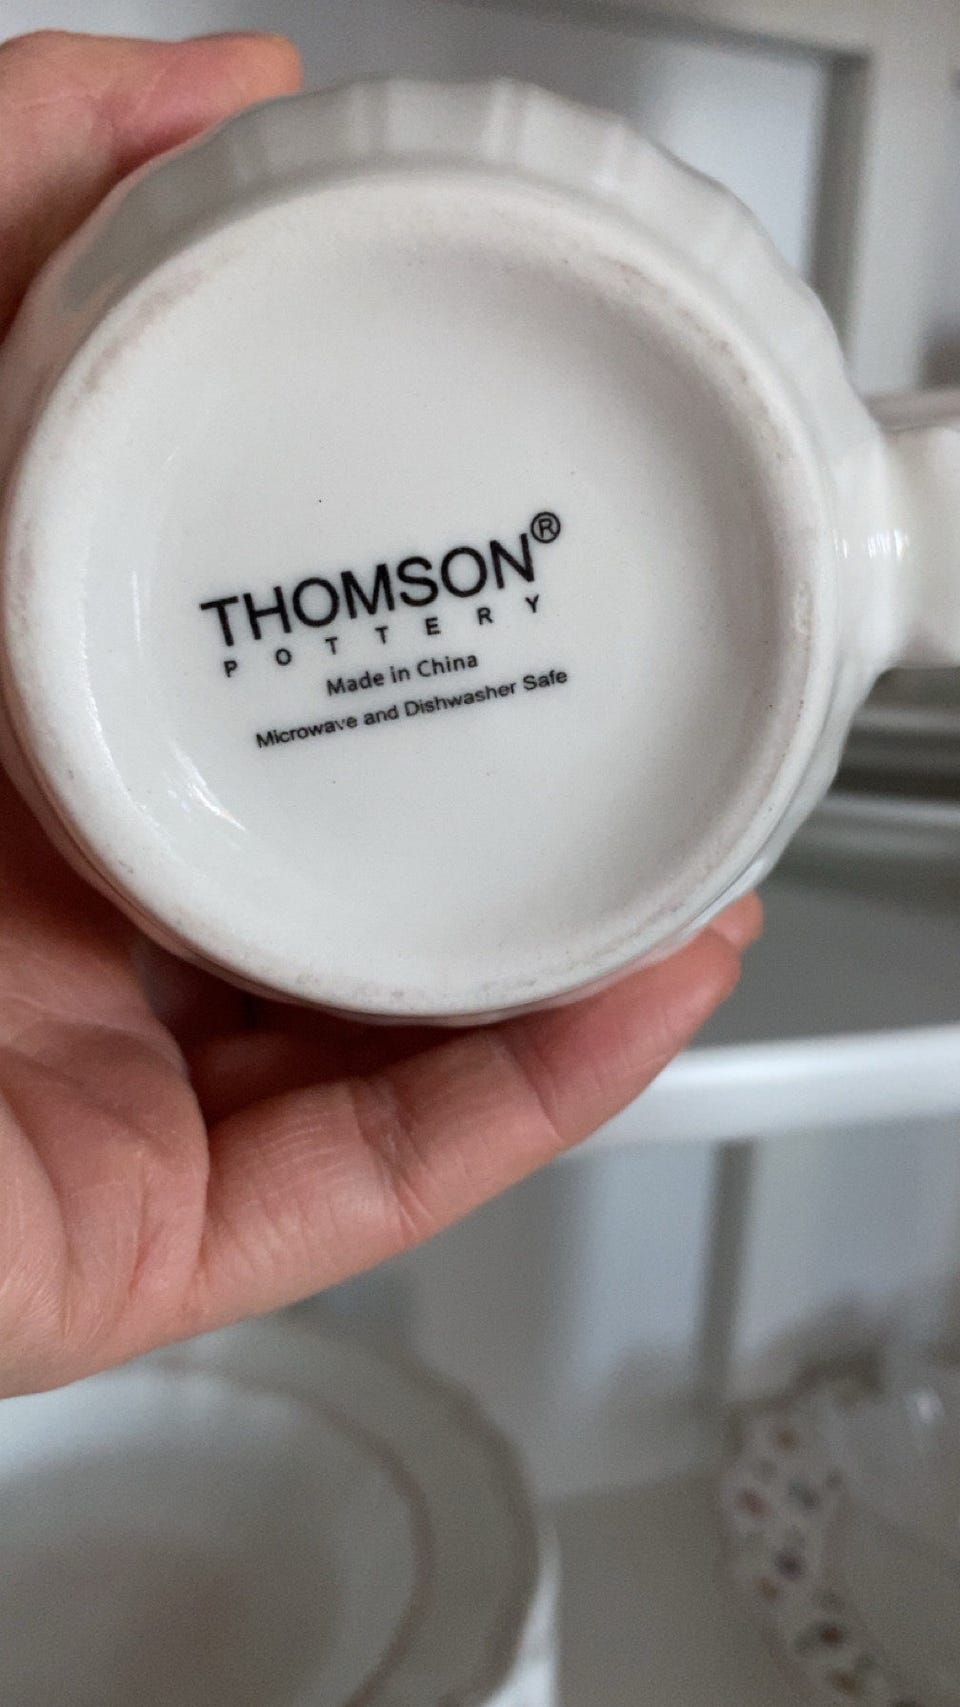 THOMSON®
POTTERY
Made in China
Microwave and Dishwasher Safe